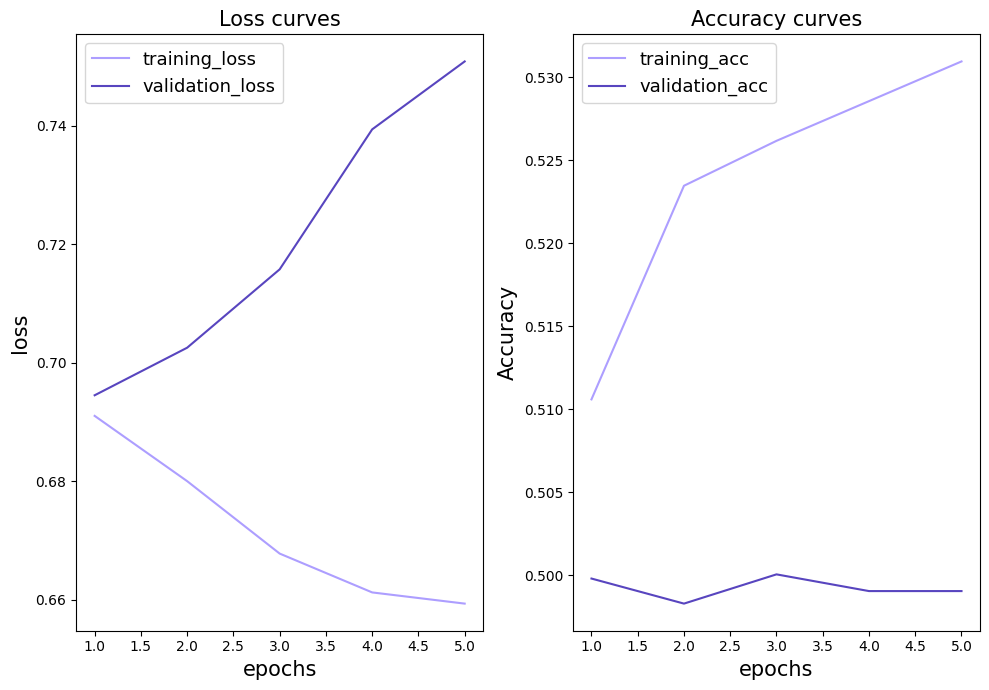 Loss curves
training_loss
validation_loss
0.74
0.72
0.70
0.68
0.66
loss
1.0 1.5 2.0 2.5 3.0 3.5 4.0 4.5 5.0
epochs
Accuracy curves
training_acc
validation_acc
0.530
0.525
0.520
0.515
0.510
0.505
0.500
Accuracy
1.0 1.5 2.0 2.5 3.0 3.5 4.0 4.5 5.0
epochs